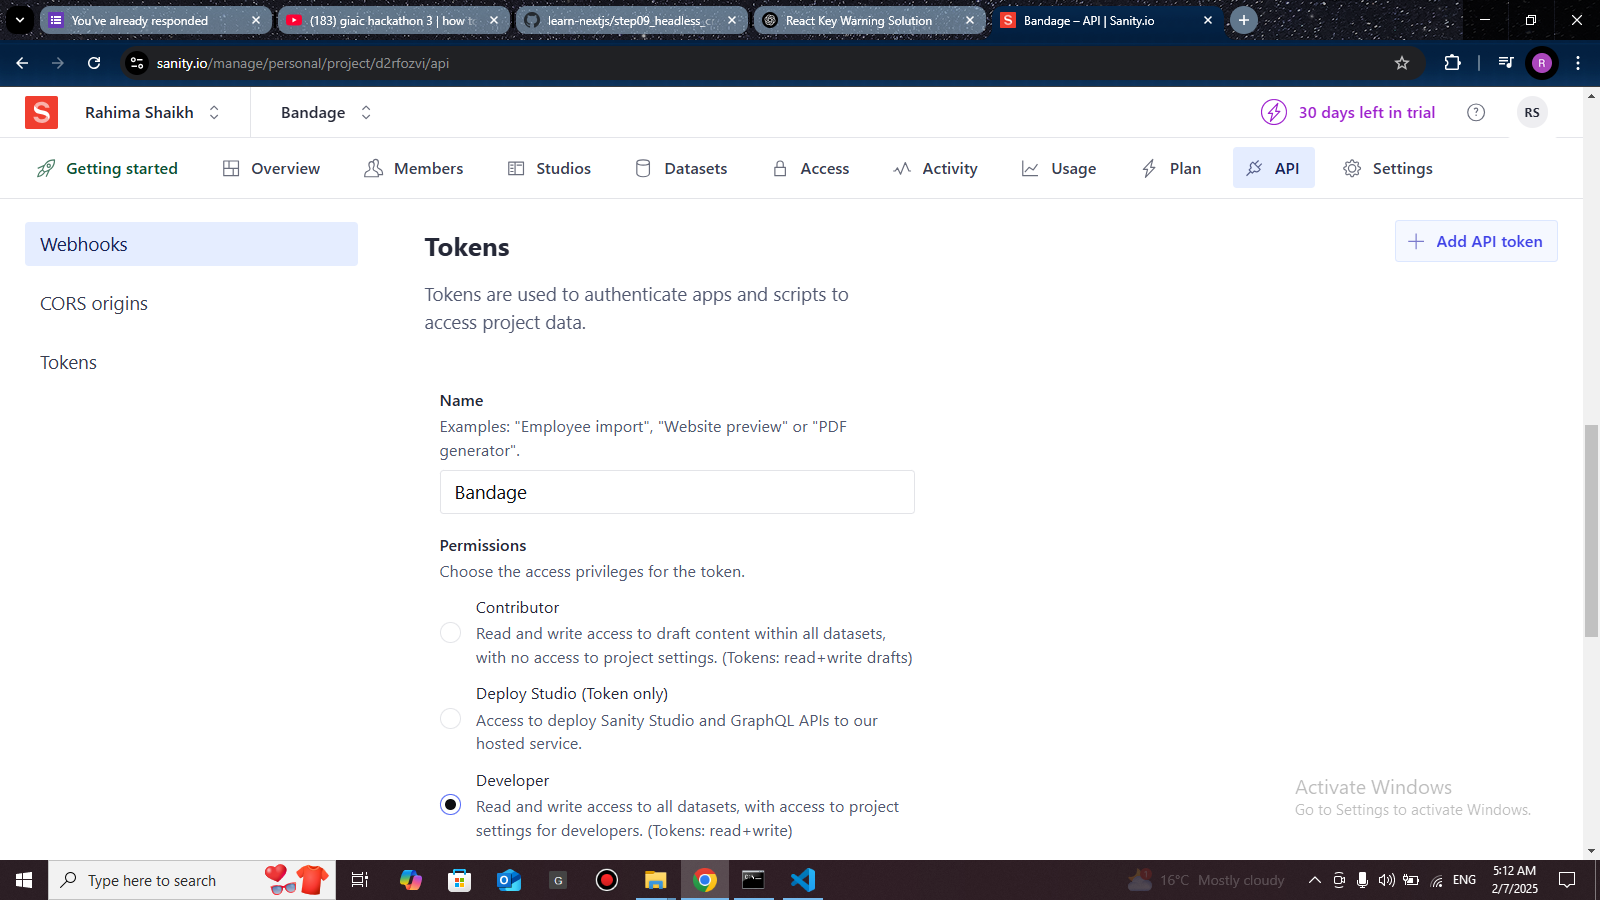 You've already responded
(183) giaic hackathon 3 | how to
learn-nextjs/step09_headless_c
React Key Warning Solution
Bandage – API | Sanity.io
sanity.io/manage/personal/project/d2rfozvi/api
R
S
Rahima Shaikh
Bandage
30 days left in trial
RS
Getting started
Overview
Members
Studios
Datasets
Access
Activity
Usage
Plan
API
Settings
Webhooks
CORS origins
Tokens
Tokens
Add API token
Tokens are used to authenticate apps and scripts to
access project data.
Name
Examples: "Employee import", "Website preview" or "PDF
generator".
Bandage
Permissions
Choose the access privileges for the token.
Contributor
Read and write access to draft content within all datasets,
with no access to project settings. (Tokens: read+write drafts)
Deploy Studio (Token only)
Access to deploy Sanity Studio and GraphQL APIs to our
hosted service.
Developer
Read and write access to all datasets, with access to project
settings for developers. (Tokens: read+write)
Activate Windows
Go to Settings to activate Windows.
Type here to search
16°C Mostly cloudy
ENG
5:12 AM
2/7/2025